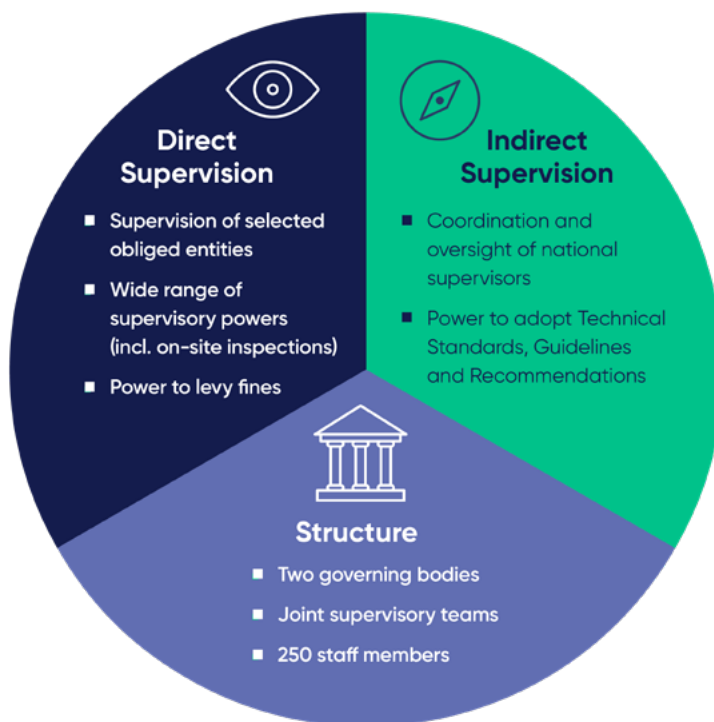 Direct
Supervision
Supervision of selected
obliged entities
Wide range of
supervisory powers
(incl. on-site inspections)
Power to levy fines
Indirect
Supervision
Coordination and
oversight of national
supervisors
Power to adopt Technical
Standards, Guidelines
and Recommendations
Structure
Two governing bodies
Joint supervisory teams
250 staff members